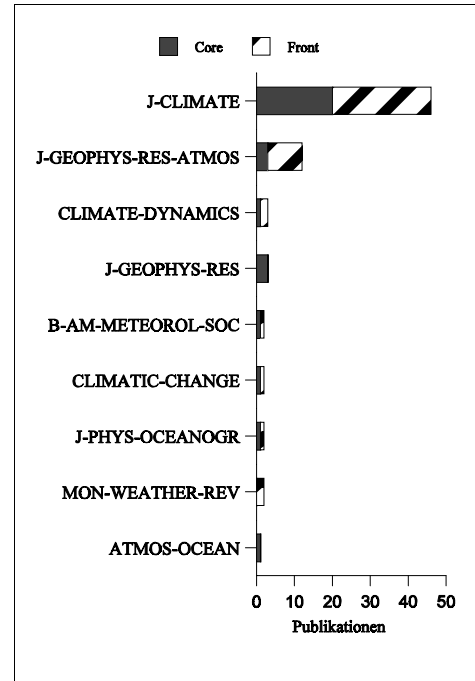 Core Front
J-CLIMATE
J-GEOPHYS-RES-ATMOS
CLIMATE-DYNAMICS
J-GEOPHYS-RES
B-AM-METEOROL-SOC
CLIMATIC-CHANGE
J-PHYS-OCEANOGR
MON-WEATHER-REV
ATMOS-OCEAN
0 10 20 30 40 50
Publikationen